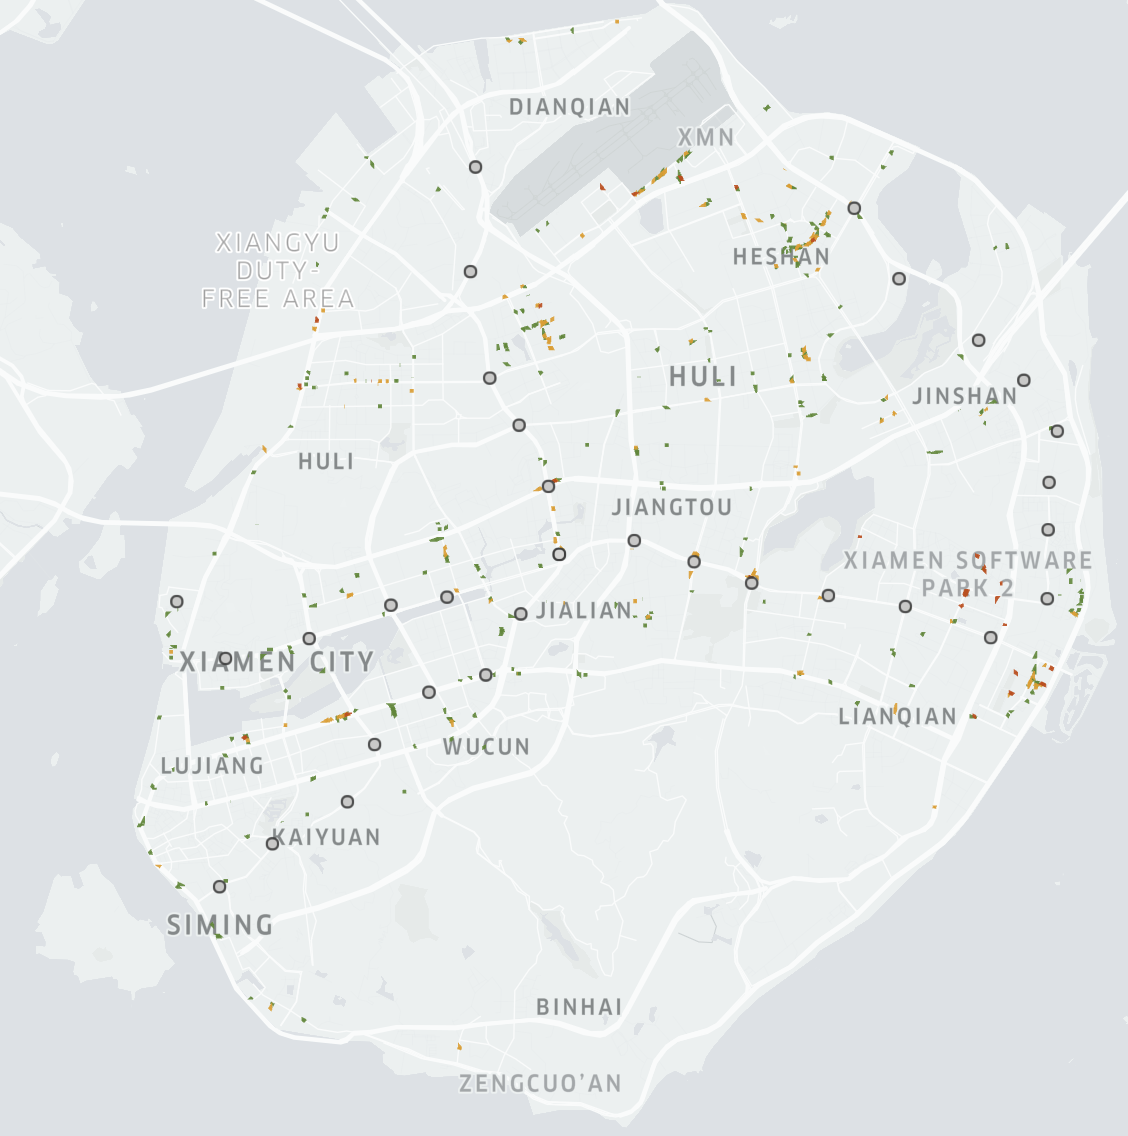 DIANQIAN
XMN
XIANGYU
DUTY-
FREE AREA
HESHAN
HULI
JINSHAN
HULI
JIANGTOU
XIAMEN SOFTWARE
PARK 2
JIALIAN
XIAMEN CITY
LIANQIAN
WUCUN
LUJIANG
KAIYUAN
SIMING
BINHAI
ZENGCUO'AN